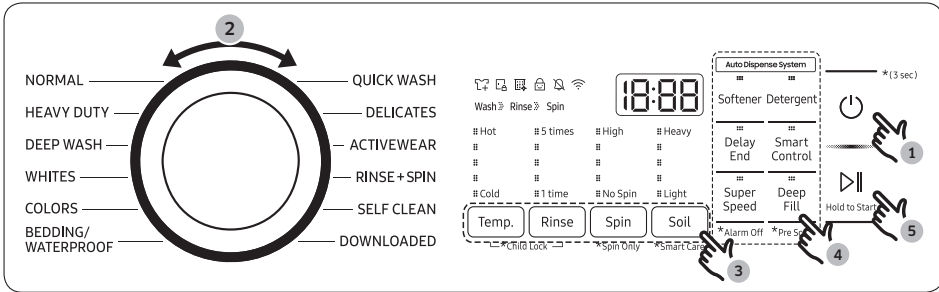 2
NORMAL
HEAVY DUTY
DEEP WASH
WHITES
COLORS
BEDDING/
WATERPROOF
QUICK WASH
DELICATES
ACTIVEWEAR
RINSE + SPIN
SELF CLEAN
DOWNLOADED
18:88
Wash Rinse Spin
Hot 5 times High Heavy
Cold 1 time No Spin Light
Temp. Rinse Spin Soil
*Child Lock *Spin Only *Smart Care
3
Auto Dispense System
Softener Detergent
Delay
End
Smart
Control
Super
Speed
Deep
Fill
*Alarm Off *Pre
4
*(3 sec)
1
Hold to Start
5